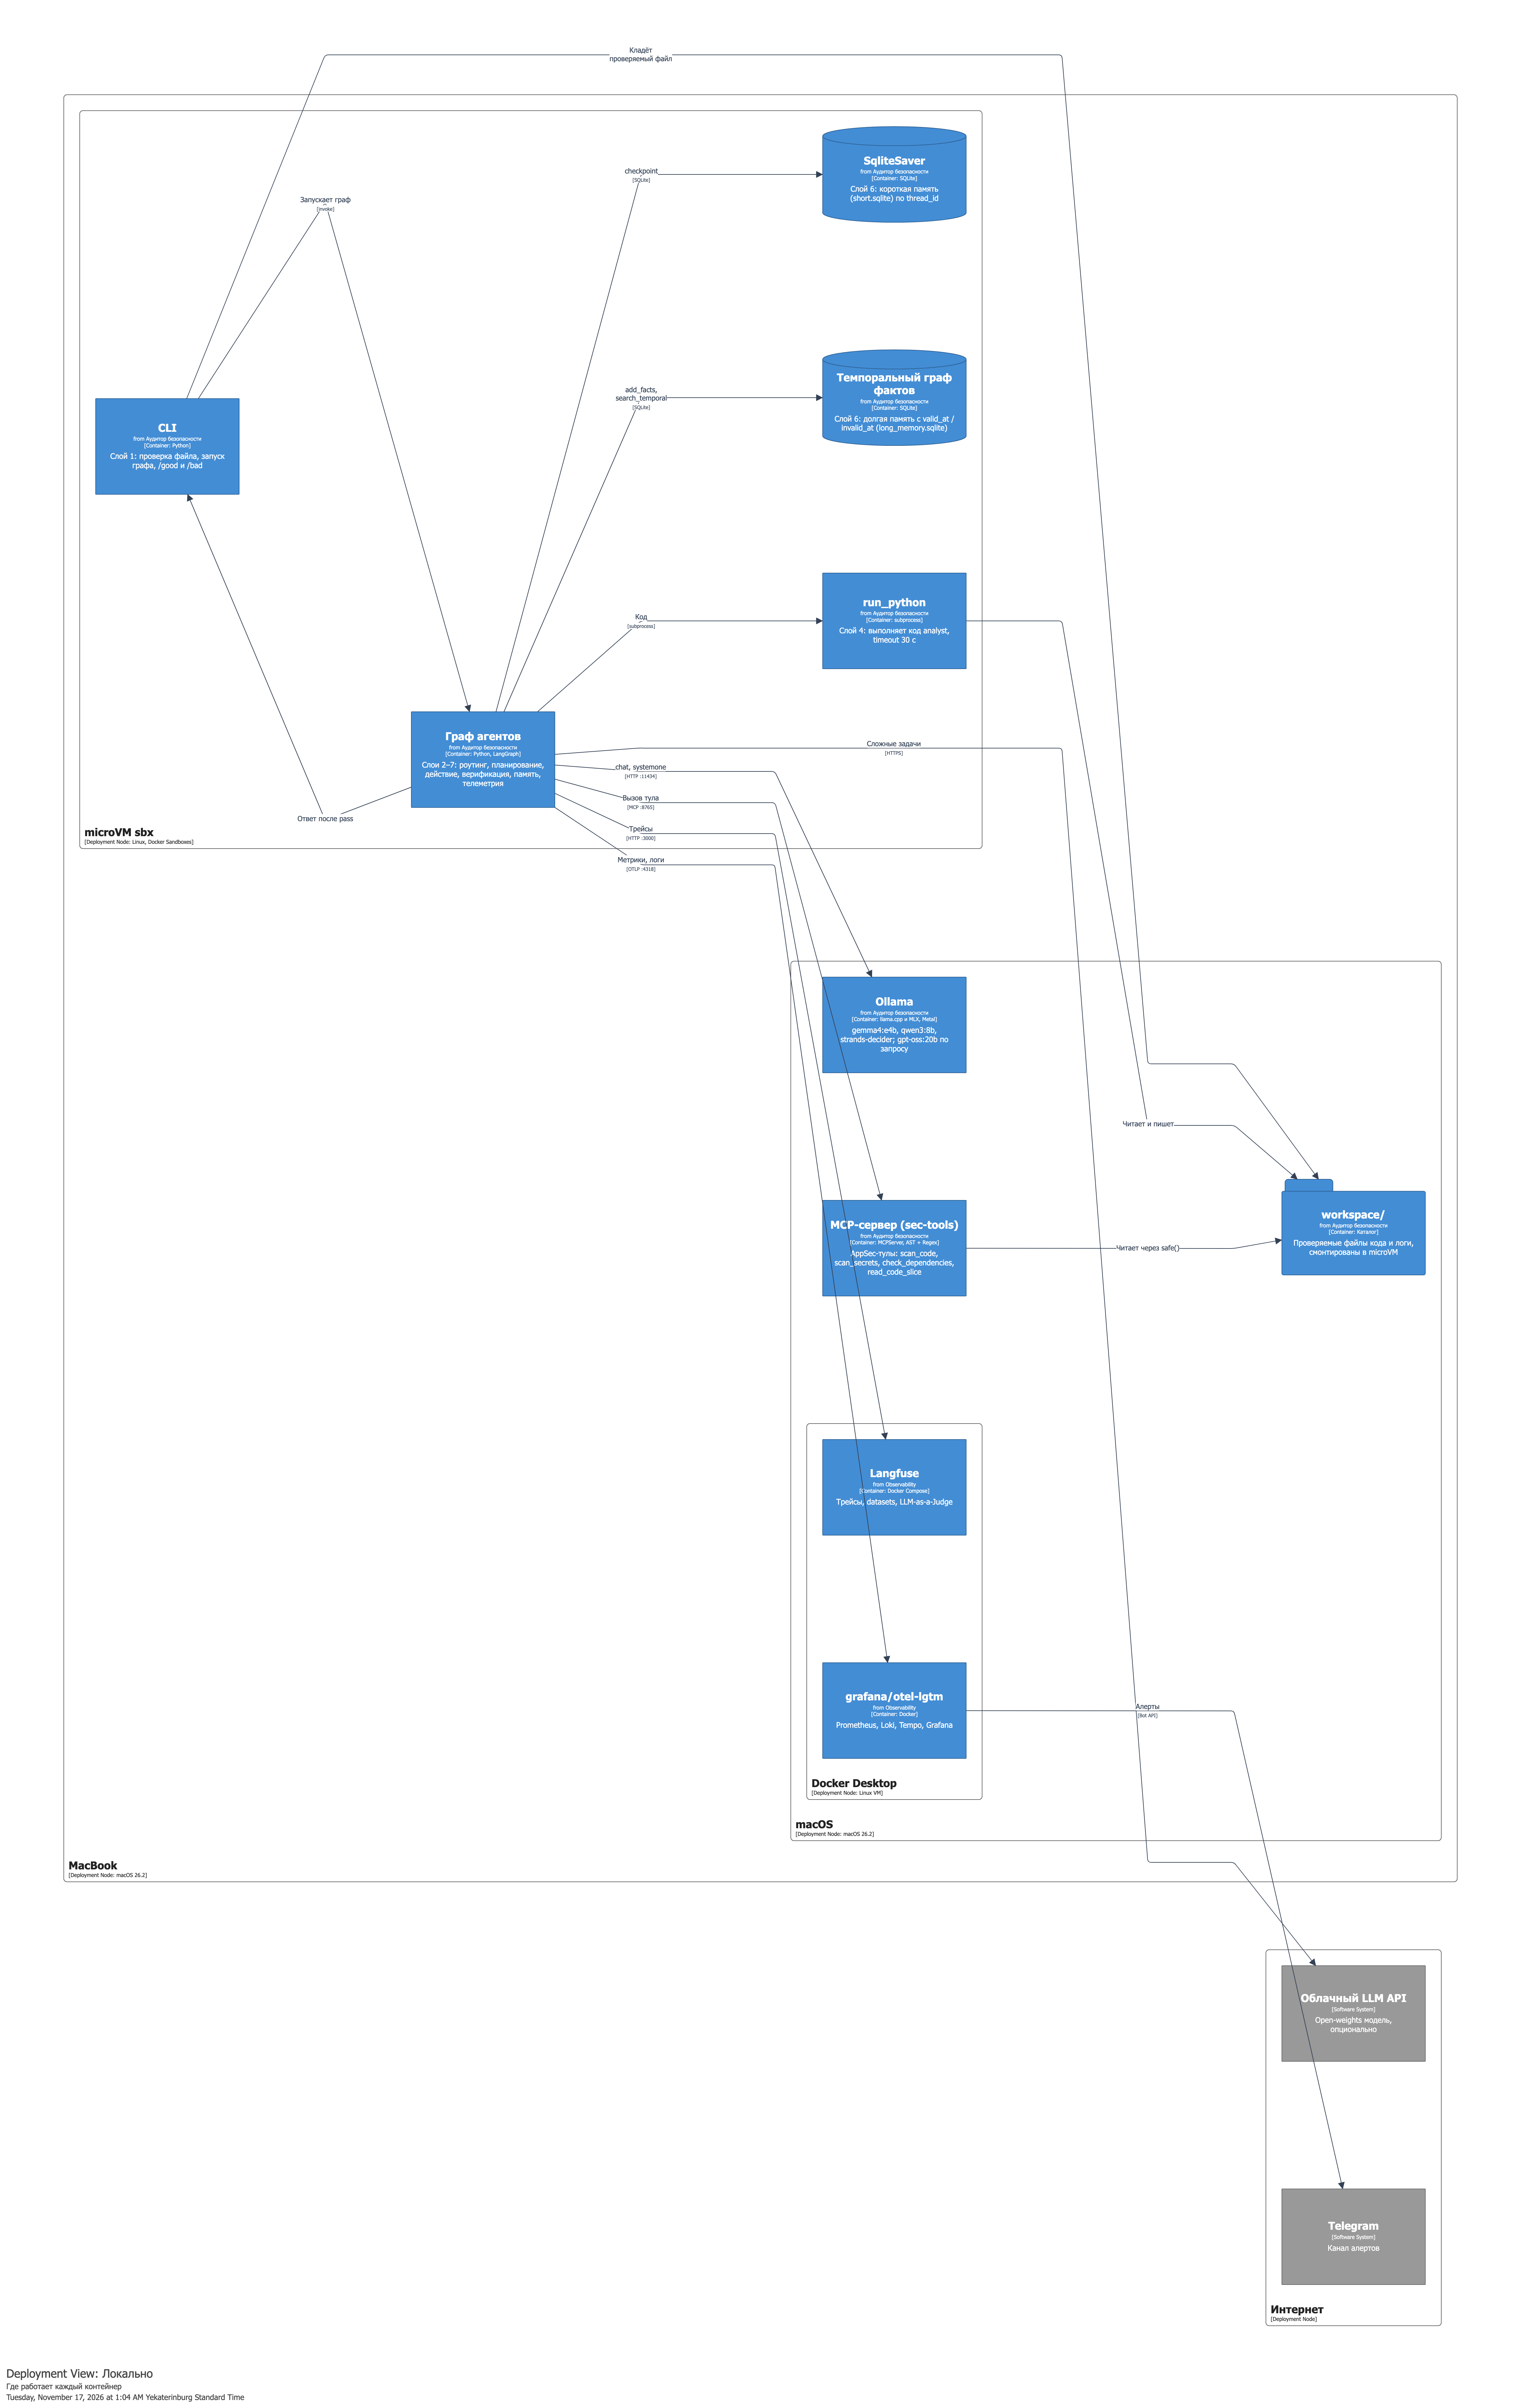 Кладёт
проверяемый файл
SqliteSaver
from Аудитор безопасности
[Container: SQLite]
Слой 6: короткая память
(short.sqlite) по thread_id
checkpoint
[SQLite]
Запускает граф
[invoke]
Темпоральный граф
фактов
from Аудитор безопасности
[Container: SQLite]
Слой 6: долгая память с valid_at /
invalid_at (long_memory.sqlite)
add_facts,
search_temporal
[SQLite]
CLI
from Аудитор безопасности
[Container: Python]
Слой 1: проверка файла, запуск
графа, /good и /bad
run_python
from Аудитор безопасности
[Container: subprocess]
Слой 4: выполняет код analyst,
timeout 30 с
Код
[subprocess]
Граф агентов
from Аудитор безопасности
[Container: Python, LangGraph]
Слои 2–7: роутинг, планирование,
действие, верификация, память,
телеметрия
Сложные задачи
[HTTPS]
chat, systemone
[HTTP :11434]
Вызов тула
[MCP :8765]
Трейсы
[HTTP :3000]
Метрики, логи
[OTLP :4318]
Ответ после pass
microVM sbx
[Deployment Node: Linux, Docker Sandboxes]
Ollama
from Аудитор безопасности
[Container: llama.cpp и MLX, Metal]
gemma4:e4b, qwen3:8b,
strands-decider; gpt-oss:20b по
запросу
Читает и пишет
MCP-сервер (sec-tools)
from Аудитор безопасности
[Container: MCPServer, AST + Regex]
AppSec-тулы: scan_code,
scan_secrets, check_dependencies,
read_code_slice
Читает через safe()
workspace/
from Аудитор безопасности
[Container: Каталог]
Проверяемые файлы кода и логи,
смонтированы в microVM
Langfuse
from Observability
[Container: Docker Compose]
Трейсы, datasets, LLM-as-a-Judge
grafana/otel-lgtm
from Observability
[Container: Docker]
Prometheus, Loki, Tempo, Grafana
Алерты
[Bot API]
Docker Desktop
[Deployment Node: Linux VM]
macOS
[Deployment Node: macOS 26.2]
MacBook
[Deployment Node: macOS 26.2]
Облачный LLM API
[Software System]
Open-weights модель,
опционально
Telegram
[Software System]
Канал алертов
Интернет
[Deployment Node]
Deployment View: Локально
Где работает каждый контейнер
Tuesday, November 17, 2026 at 1:04 AM Yekaterinburg Standard Time